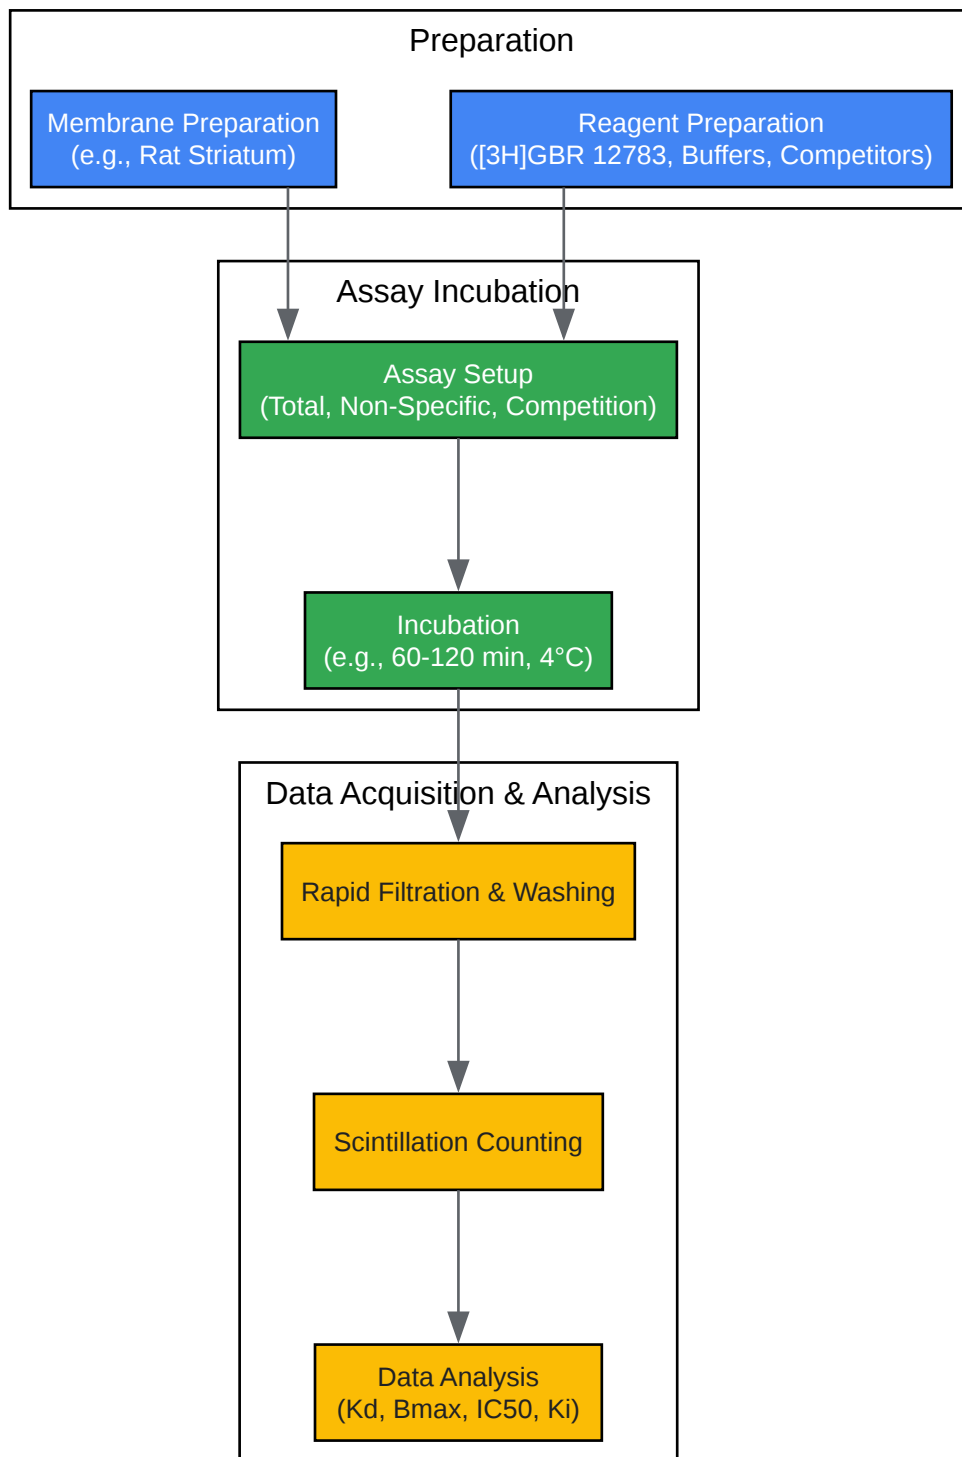 Preparation
Membrane Preparation
(e.g., Rat Striatum)
Reagent Preparation
([3H]GBR 12783, Buffers, Competitors)
Assay Incubation
Assay Setup
(Total, Non-Specific, Competition)
Incubation
(e.g., 60-120 min, 4°C)
Data Acquisition & Analysis
Rapid Filtration & Washing
Scintillation Counting
Data Analysis
(Kd, Bmax, IC50, Ki)